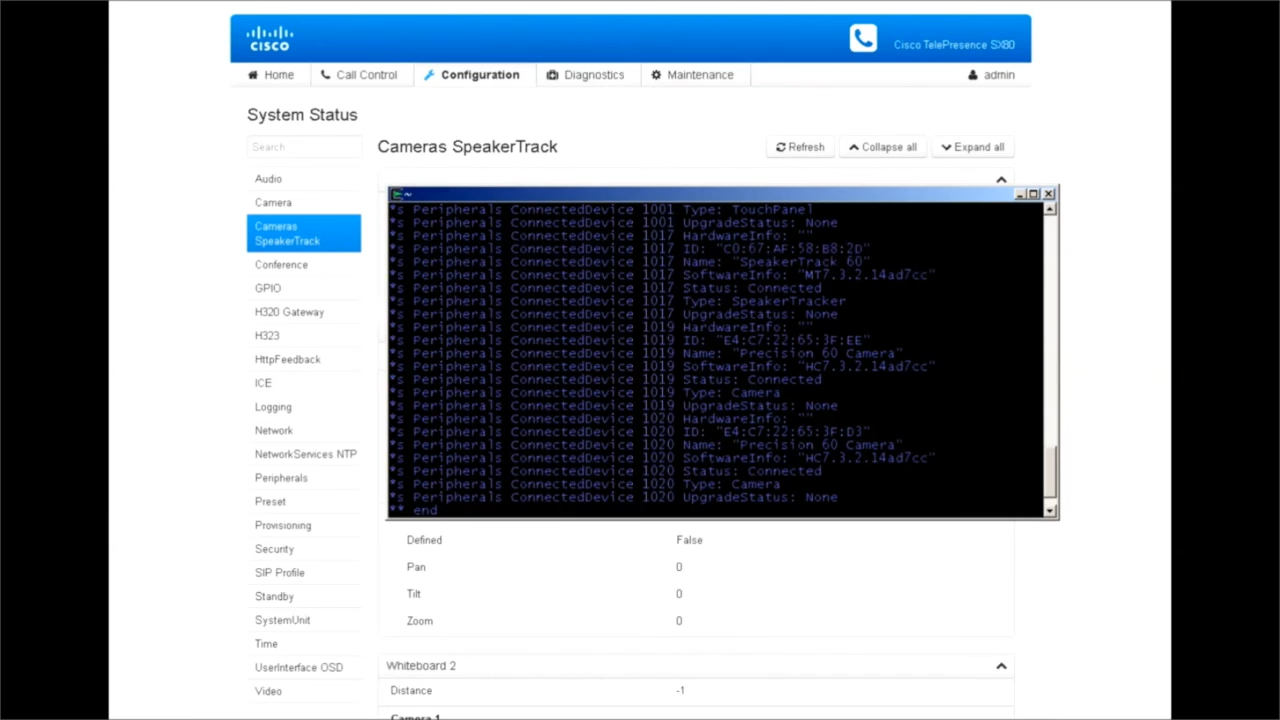 CISCO
Cisco TelePresence SX80
Home
Call Control
Configuration
Diagnostics
Maintenance
admin
System Status
Search
Cameras SpeakerTrack
Refresh
Collapse all
Expand all
Audio
Camera
Cameras
SpeakerTrack
Conference
GPIO
H320 Gateway
H323
HttpFeedback
ICE
Logging
Network
NetworkServices NTP
Peripherals
Preset
Provisioning
Security
SIP Profile
Standby
SystemUnit
Time
UserInterface OSD
Video
~
*s Peripherals ConnectedDevice 1001 Type: TouchPanel
*s Peripherals ConnectedDevice 1001 UpgradeStatus: None
*s Peripherals ConnectedDevice 1017 HardwareInfo: ""
*s Peripherals ConnectedDevice 1017 ID: "C0:67:AF:58:B8:2D"
*s Peripherals ConnectedDevice 1017 Name: "SpeakerTrack 60"
*s Peripherals ConnectedDevice 1017 SoftwareInfo: "MT7.3.2.14ad7cc"
*s Peripherals ConnectedDevice 1017 Status: Connected
*s Peripherals ConnectedDevice 1017 Type: SpeakerTracker
*s Peripherals ConnectedDevice 1017 UpgradeStatus: None
*s Peripherals ConnectedDevice 1019 HardwareInfo: ""
*s Peripherals ConnectedDevice 1019 ID: "E4:C7:22:65:3F:EE"
*s Peripherals ConnectedDevice 1019 Name: "Precision 60 Camera"
*s Peripherals ConnectedDevice 1019 SoftwareInfo: "HC7.3.2.14ad7cc"
*s Peripherals ConnectedDevice 1019 Status: Connected
*s Peripherals ConnectedDevice 1019 Type: Camera
*s Peripherals ConnectedDevice 1019 UpgradeStatus: None
*s Peripherals ConnectedDevice 1020 HardwareInfo: ""
*s Peripherals ConnectedDevice 1020 ID: "E4:C7:22:65:3F:D3"
*s Peripherals ConnectedDevice 1020 Name: "Precision 60 Camera"
*s Peripherals ConnectedDevice 1020 SoftwareInfo: "HC7.3.2.14ad7cc"
*s Peripherals ConnectedDevice 1020 Status: Connected
*s Peripherals ConnectedDevice 1020 Type: Camera
*s Peripherals ConnectedDevice 1020 UpgradeStatus: None
** end
Defined False
Pan 0
Tilt 0
Zoom 0
Whiteboard 2
Distance -1
Camera 1